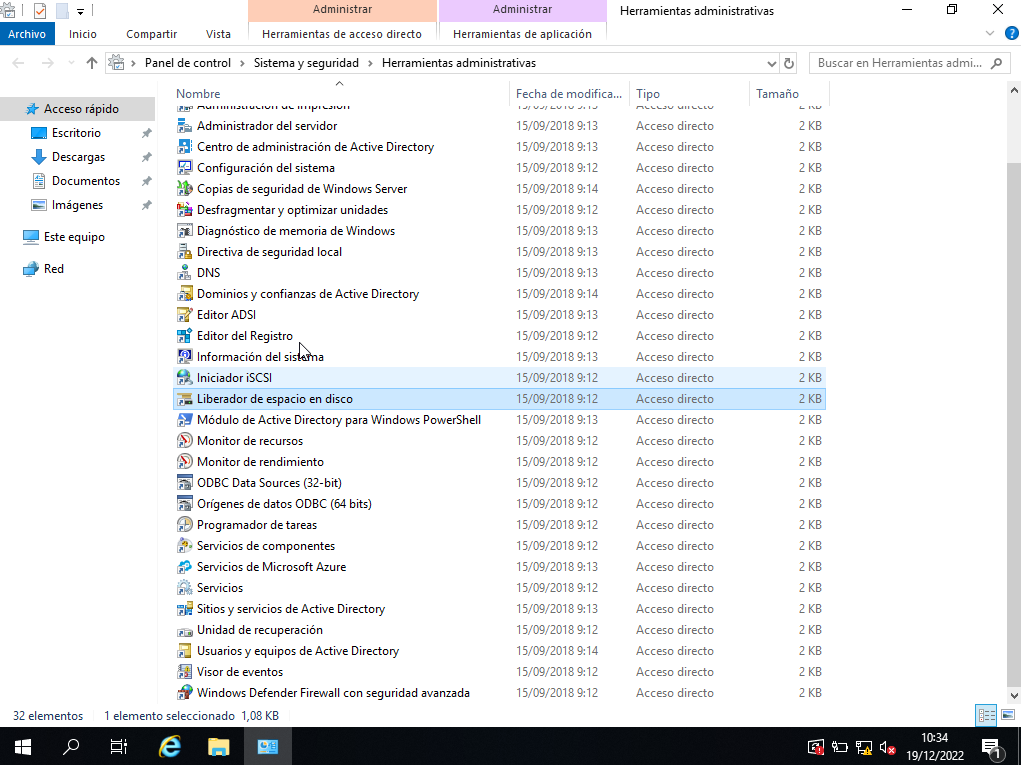 Administrar Administrar Herramientas administrativas
Archivo Inicio Compartir Vista Herramientas de acceso directo Herramientas de aplicación
Panel de control Sistema y seguridad Herramientas administrativas Buscar en Herramientas admi...
Nombre Fecha de modifica... Tipo Tamaño
Acceso rápido
Escritorio
Descargas
Documentos
Imágenes
Este equipo
Red
Administración de impresión 15/09/2018 9:13 Acceso directo 2 KB
Administrador del servidor 15/09/2018 9:13 Acceso directo 2 KB
Centro de administración de Active Directory 15/09/2018 9:13 Acceso directo 2 KB
Configuración del sistema 15/09/2018 9:12 Acceso directo 2 KB
Copias de seguridad de Windows Server 15/09/2018 9:14 Acceso directo 2 KB
Desfragmentar y optimizar unidades 15/09/2018 9:12 Acceso directo 2 KB
Diagnóstico de memoria de Windows 15/09/2018 9:12 Acceso directo 2 KB
Directiva de seguridad local 15/09/2018 9:13 Acceso directo 2 KB
DNS 15/09/2018 9:13 Acceso directo 2 KB
Dominios y confianzas de Active Directory 15/09/2018 9:14 Acceso directo 2 KB
Editor ADSI 15/09/2018 9:13 Acceso directo 2 KB
Editor del Registro 15/09/2018 9:12 Acceso directo 2 KB
Información del sistema 15/09/2018 9:13 Acceso directo 2 KB
Iniciador iSCSI 15/09/2018 9:12 Acceso directo 2 KB
Liberador de espacio en disco 15/09/2018 9:12 Acceso directo 2 KB
Módulo de Active Directory para Windows PowerShell 15/09/2018 9:13 Acceso directo 2 KB
Monitor de recursos 15/09/2018 9:12 Acceso directo 2 KB
Monitor de rendimiento 15/09/2018 9:12 Acceso directo 2 KB
ODBC Data Sources (32-bit) 15/09/2018 9:12 Acceso directo 2 KB
Orígenes de datos ODBC (64 bits) 15/09/2018 9:12 Acceso directo 2 KB
Programador de tareas 15/09/2018 9:12 Acceso directo 2 KB
Servicios de componentes 15/09/2018 9:12 Acceso directo 2 KB
Servicios de Microsoft Azure 15/09/2018 9:13 Acceso directo 2 KB
Servicios 15/09/2018 9:12 Acceso directo 2 KB
Sitios y servicios de Active Directory 15/09/2018 9:13 Acceso directo 2 KB
Unidad de recuperación 15/09/2018 9:12 Acceso directo 2 KB
Usuarios y equipos de Active Directory 15/09/2018 9:14 Acceso directo 2 KB
Visor de eventos 15/09/2018 9:12 Acceso directo 2 KB
Windows Defender Firewall con seguridad avanzada 15/09/2018 9:12 Acceso directo 2 KB
32 elementos 1 elemento seleccionado 1,08 KB
10:34
19/12/2022
1